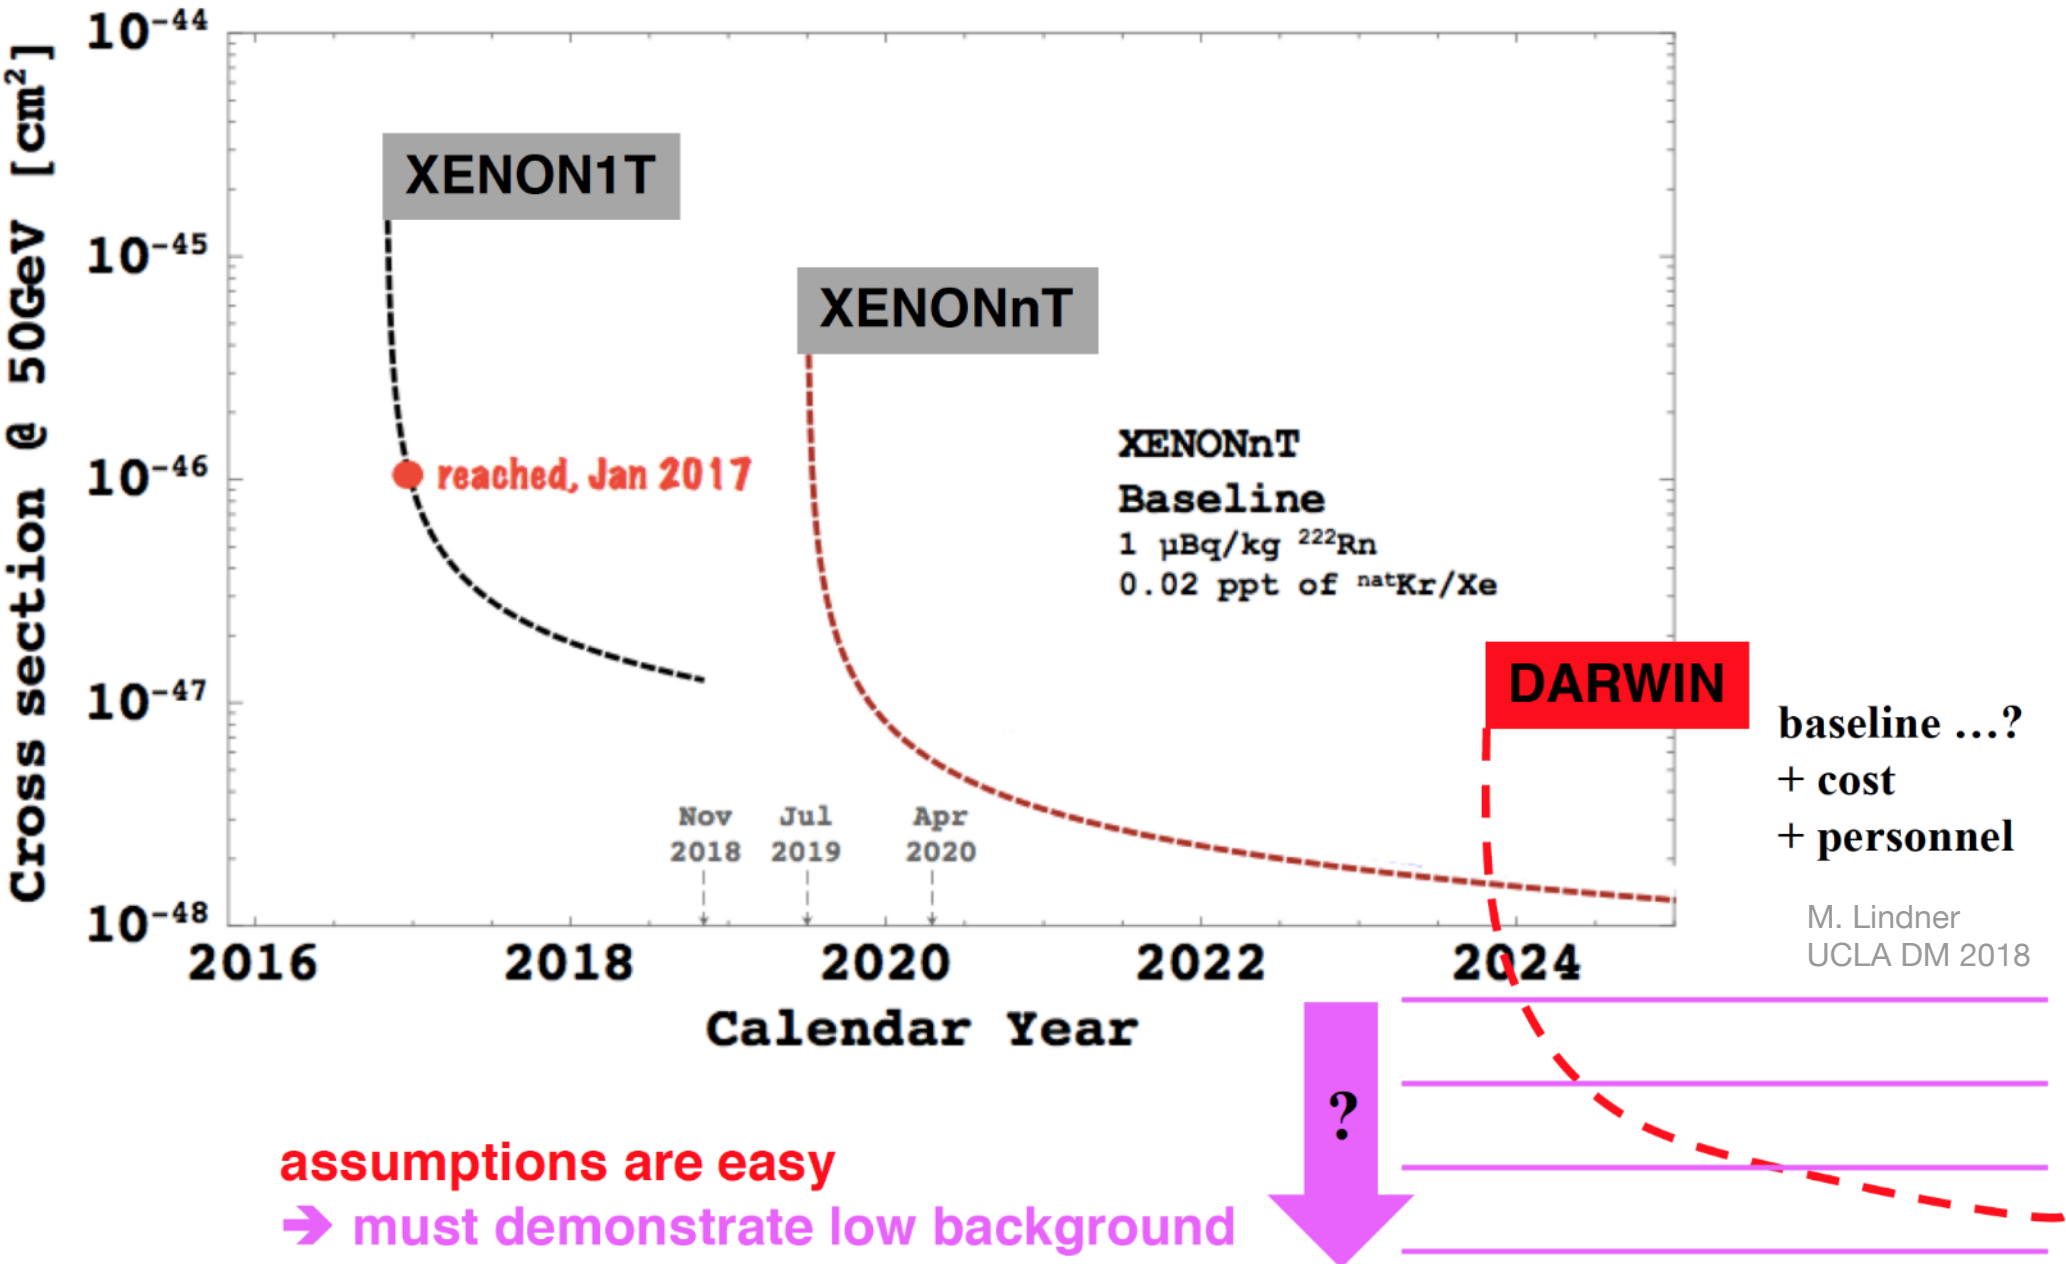 Cross section @ 50GeV [cm²]
10⁻⁴⁴
10⁻⁴⁵
10⁻⁴⁶
10⁻⁴⁷
10⁻⁴⁸
XENON1T
XENONnT
reached, Jan 2017
XENONnT
Baseline
1 µBq/kg ²²²Rn
0.02 ppt of ⁿᵃᵗKr/Xe
DARWIN
baseline ...?
+ cost
+ personnel
Nov
2018
Jul
2019
Apr
2020
M. Lindner
UCLA DM 2018
2016
2018
2020
2022
2024
Calendar Year
?
assumptions are easy
➔ must demonstrate low background